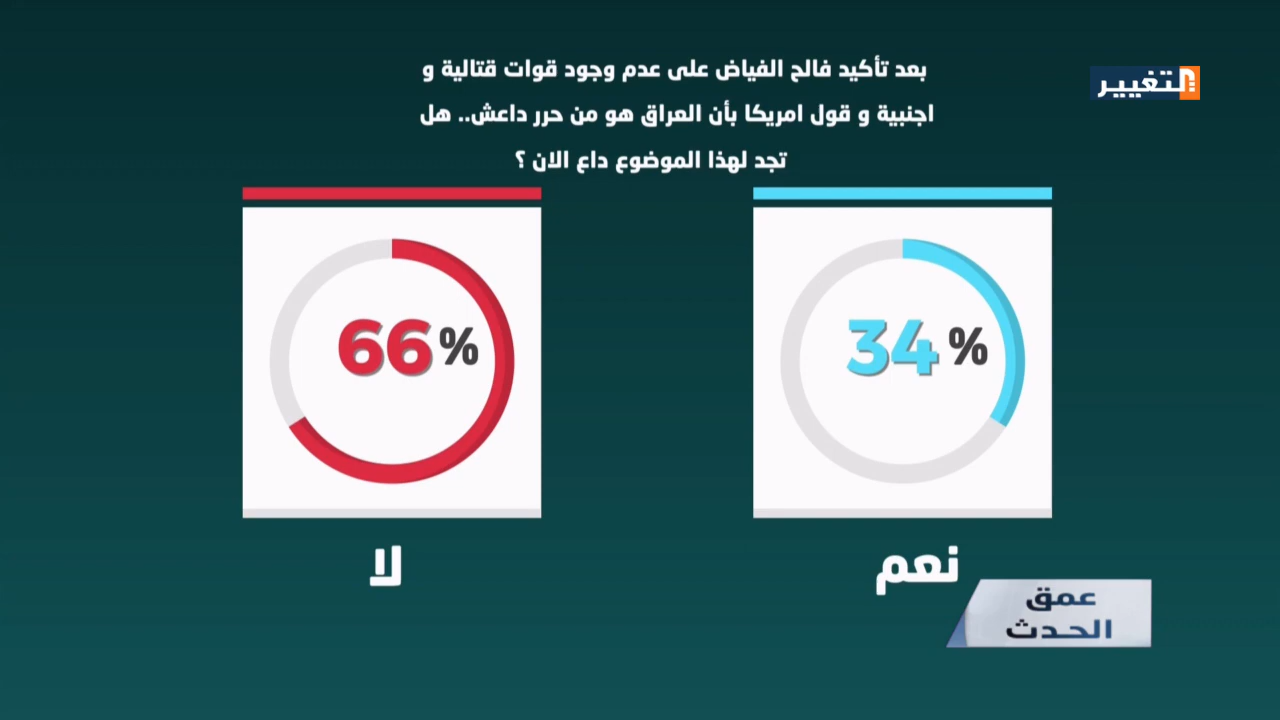 بعد تأكيد فالح الفياض على عدم وجود قوات قتالية و
اجنبية و قول امريكا بأن العراق هو من حرر داعش.. هل
تجد لهذا الموضوع داع الان ؟
التغيير
34 %
66 %
نعم
لا
عمق
الحدث